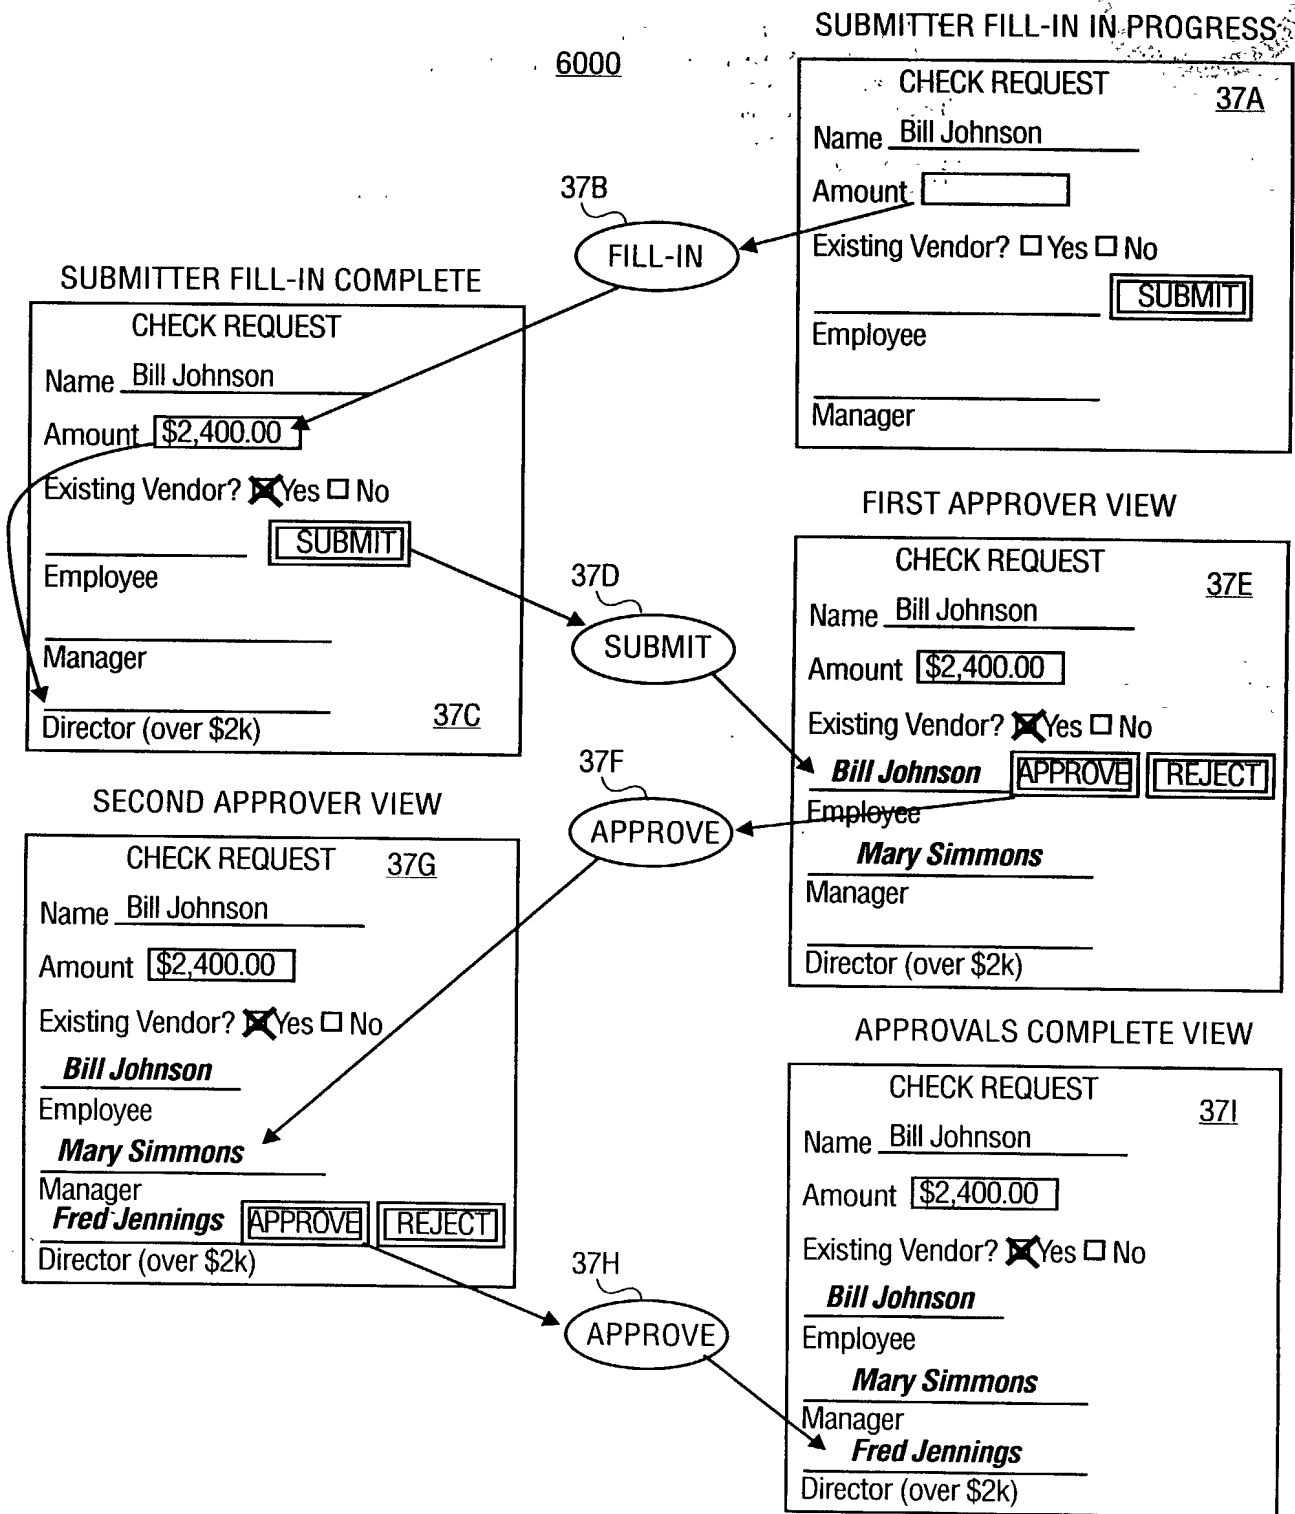 SUBMITTER FILL-IN IN PROGRESS
6000
CHECK REQUEST
37A
Name Bill Johnson
Amount
Existing Vendor? Yes No
SUBMIT
Employee
Manager
37B
FILL-IN
SUBMITTER FILL-IN COMPLETE
CHECK REQUEST
Name Bill Johnson
Amount $2,400.00
Existing Vendor? Yes No
SUBMIT
Employee
Manager
Director (over $2k)
37C
37D
SUBMIT
FIRST APPROVER VIEW
CHECK REQUEST
37E
Name Bill Johnson
Amount $2,400.00
Existing Vendor? Yes No
Bill Johnson APPROVE REJECT
Employee
Mary Simmons
Manager
Director (over $2k)
37F
APPROVE
SECOND APPROVER VIEW
CHECK REQUEST
37G
Name Bill Johnson
Amount $2,400.00
Existing Vendor? Yes No
Bill Johnson
Employee
Mary Simmons
Manager
Fred Jennings APPROVE REJECT
Director (over $2k)
37H
APPROVE
APPROVALS COMPLETE VIEW
CHECK REQUEST
37I
Name Bill Johnson
Amount $2,400.00
Existing Vendor? Yes No
Bill Johnson
Employee
Mary Simmons
Manager
Fred Jennings
Director (over $2k)